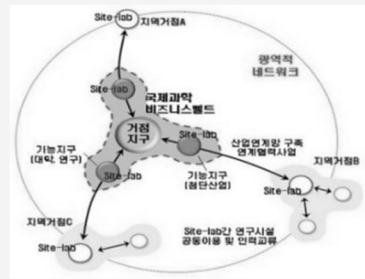 Site-lab 지역거점A
광역적
네트워크
Site-lab
국제과학
비즈니스벨트
거점
지구
Site-lab
산업연계망 구축
연계협력사업
기능지구
(대학, 연구)
Site-lab
기능지구
(첨단산업)
지역거점B
Site-lab
지역거점C
Site-lab
Site-lab간 연구시설
공동이용 및 인력교류